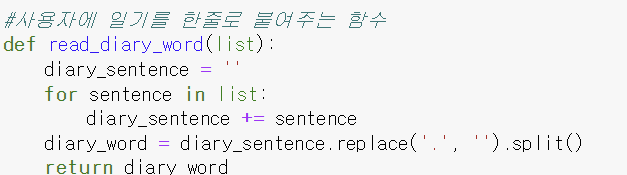 #사용자에 일기를 한줄로 붙여주는 함수
def read_diary_word(list):
    diary_sentence = ''
    for sentence in list:
        diary_sentence += sentence
    diary_word = diary_sentence.replace('.', '').split()
    return diary_word